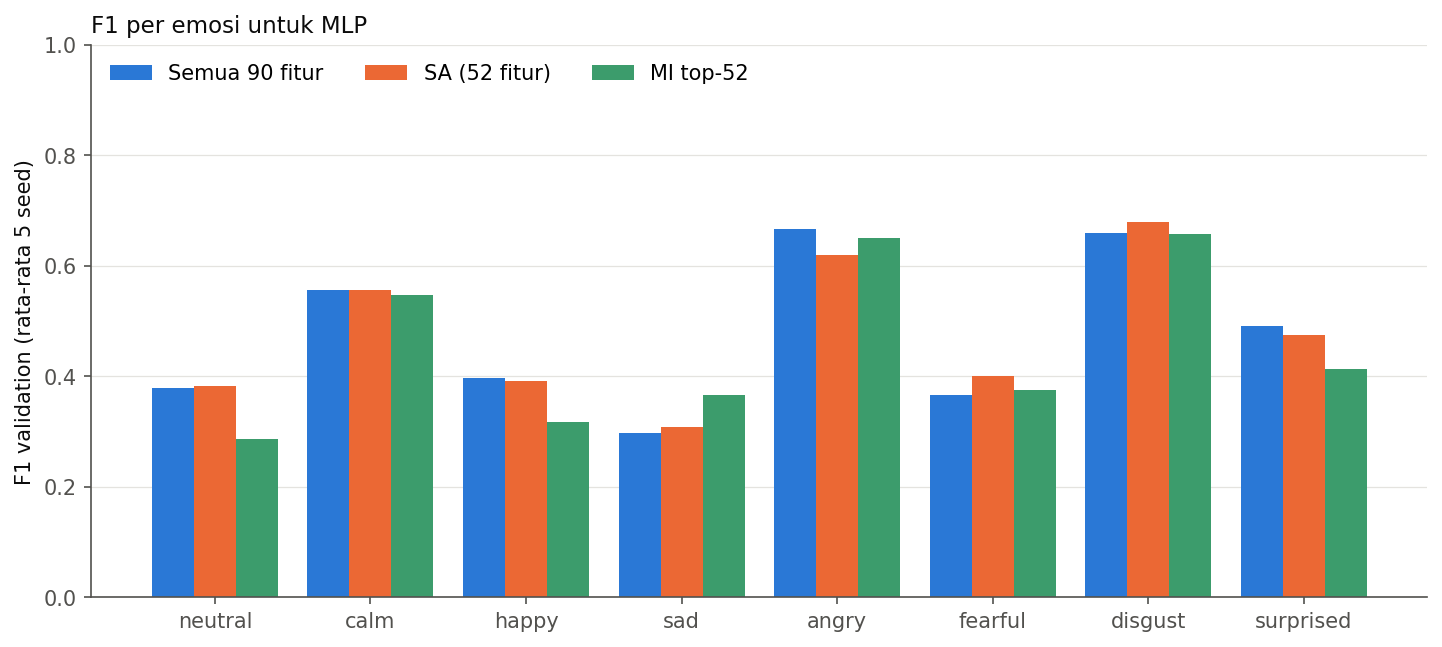 F1 per emosi untuk MLP
Semua 90 fitur
SA (52 fitur)
MI top-52
F1 validation (rata-rata 5 seed)
1.0
0.8
0.6
0.4
0.2
0.0
neutral calm happy sad angry fearful disgust surprised